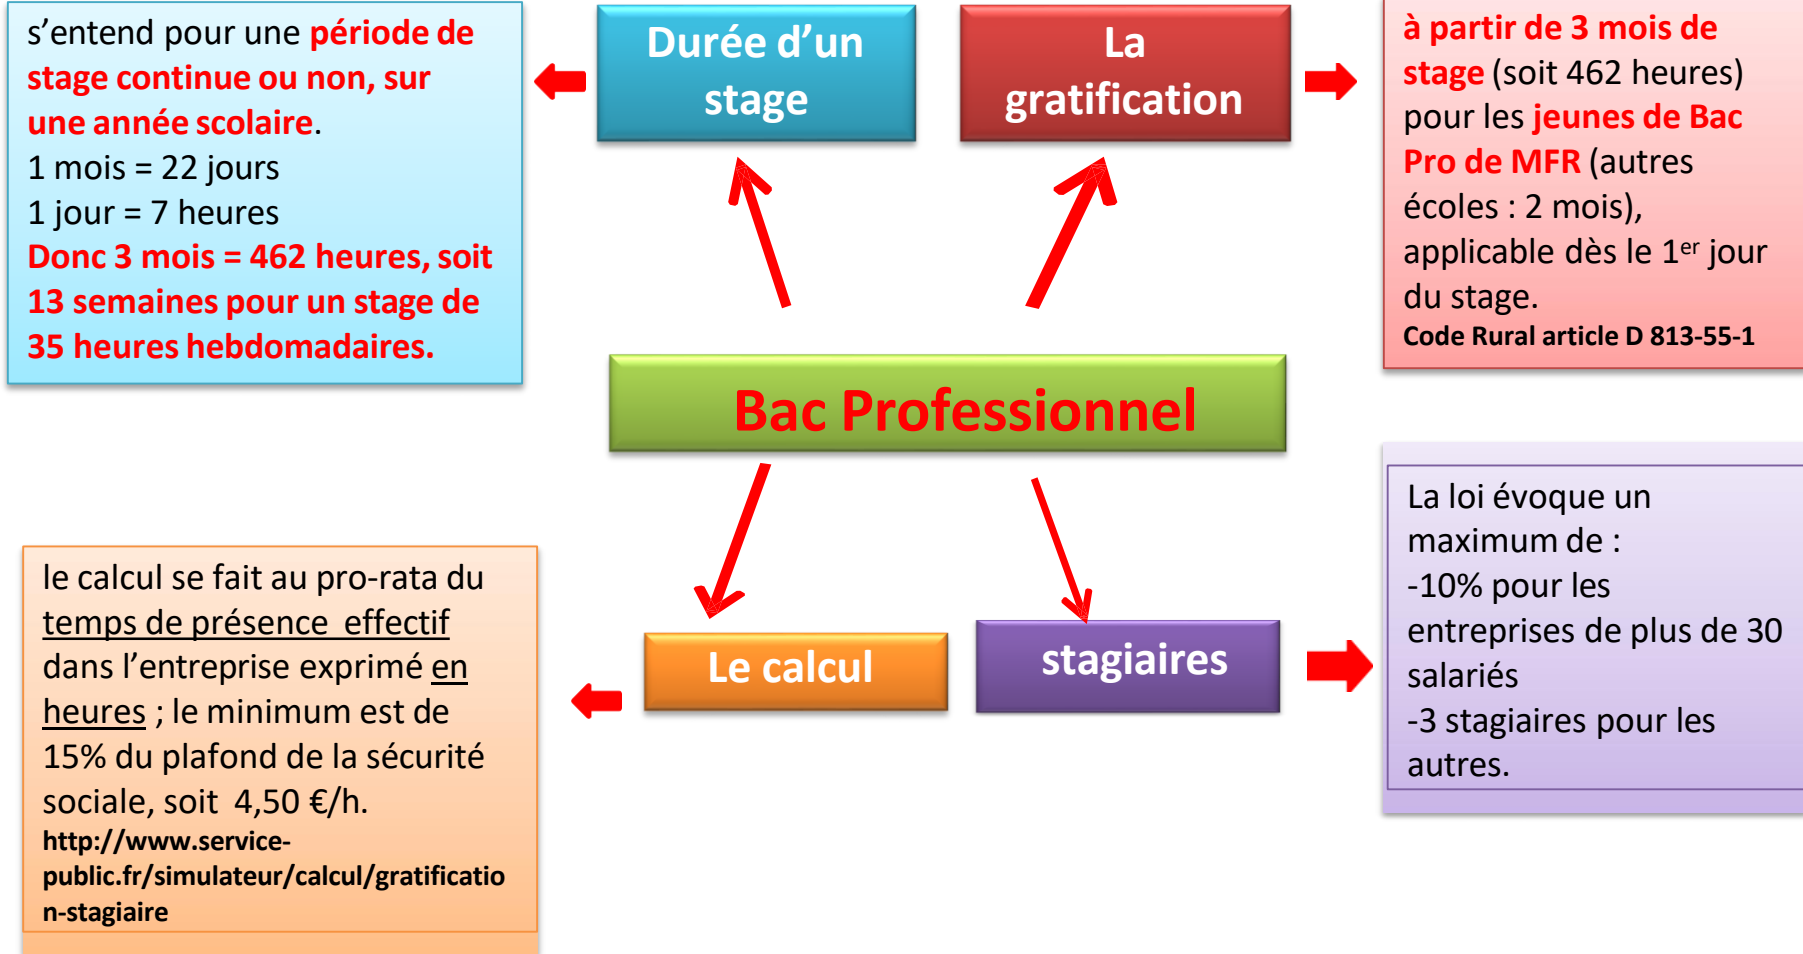 s’entend pour une période de
stage continue ou non, sur
une année scolaire.
1 mois = 22 jours
1 jour = 7 heures
Donc 3 mois = 462 heures, soit
13 semaines pour un stage de
35 heures hebdomadaires.
Durée d’un
stage
La
gratification
à partir de 3 mois de
stage (soit 462 heures)
pour les jeunes de Bac
Pro de MFR (autres
écoles : 2 mois),
applicable dès le 1er jour
du stage.
Code Rural article D 813-55-1
Bac Professionnel
le calcul se fait au pro-rata du
temps de présence effectif
dans l’entreprise exprimé en
heures ; le minimum est de
15% du plafond de la sécurité
sociale, soit 4,50 €/h.
http://www.service-
public.fr/simulateur/calcul/gratificatio
n-stagiaire
Le calcul
stagiaires
La loi évoque un
maximum de :
-10% pour les
entreprises de plus de 30
salariés
-3 stagiaires pour les
autres.